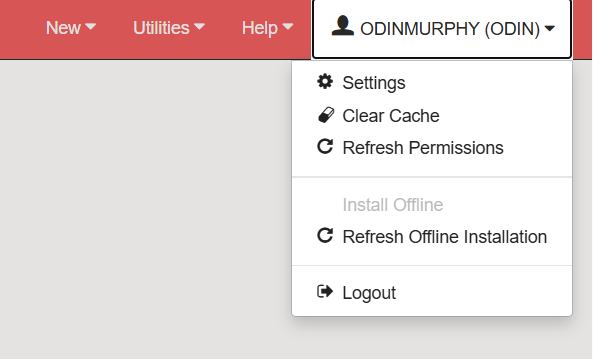 New Utilities Help ODINMURPHY (ODIN)
Settings
Clear Cache
Refresh Permissions
Install Offline
Refresh Offline Installation
Logout